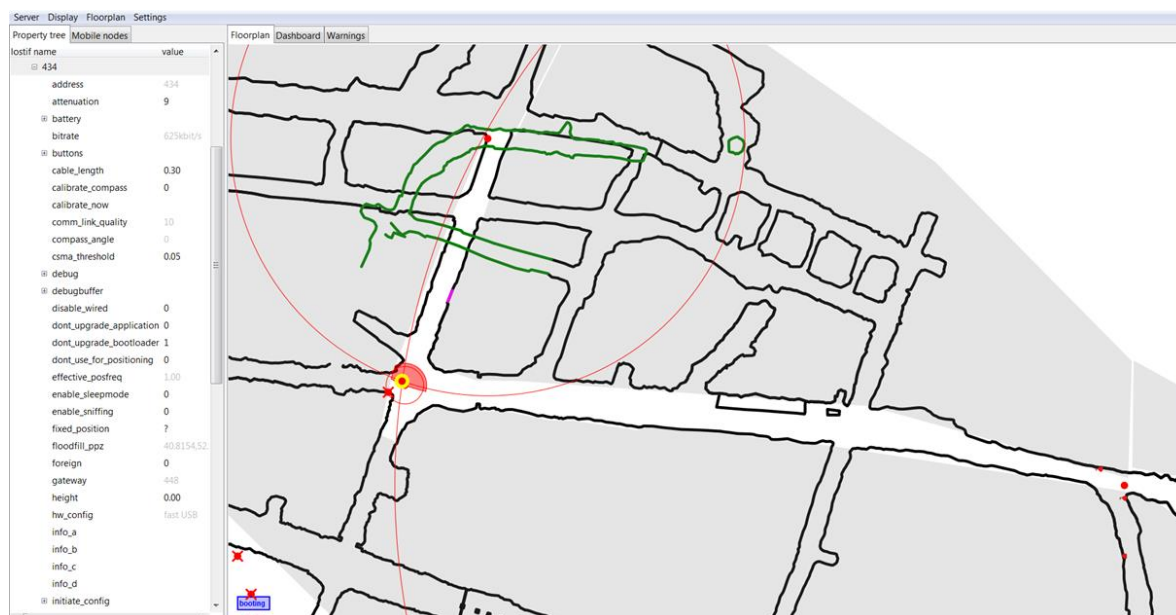 Server Display Floorplan Settings
Property tree Mobile nodes Floorplan Dashboard Warnings
lostif name value
434
address 434
attenuation 9
battery
bitrate 625kbit/s
buttons
cable_length 0.30
calibrate_compass 0
calibrate_now
comm_link_quality 10
compass_angle 0
csma_threshold 0.05
debug
debugbuffer
disable_wired 0
dont_upgrade_application 0
dont_upgrade_bootloader 1
dont_use_for_positioning 0
effective_posfreq 1.00
enable_sleepmode 0
enable_sniffing 0
fixed_position ?
floodfill_ppz 40.8154,52.
foreign 0
gateway 448
height 0.00
hw_config fast USB
info_a
info_b
info_c
info_d
initiate_config
booting